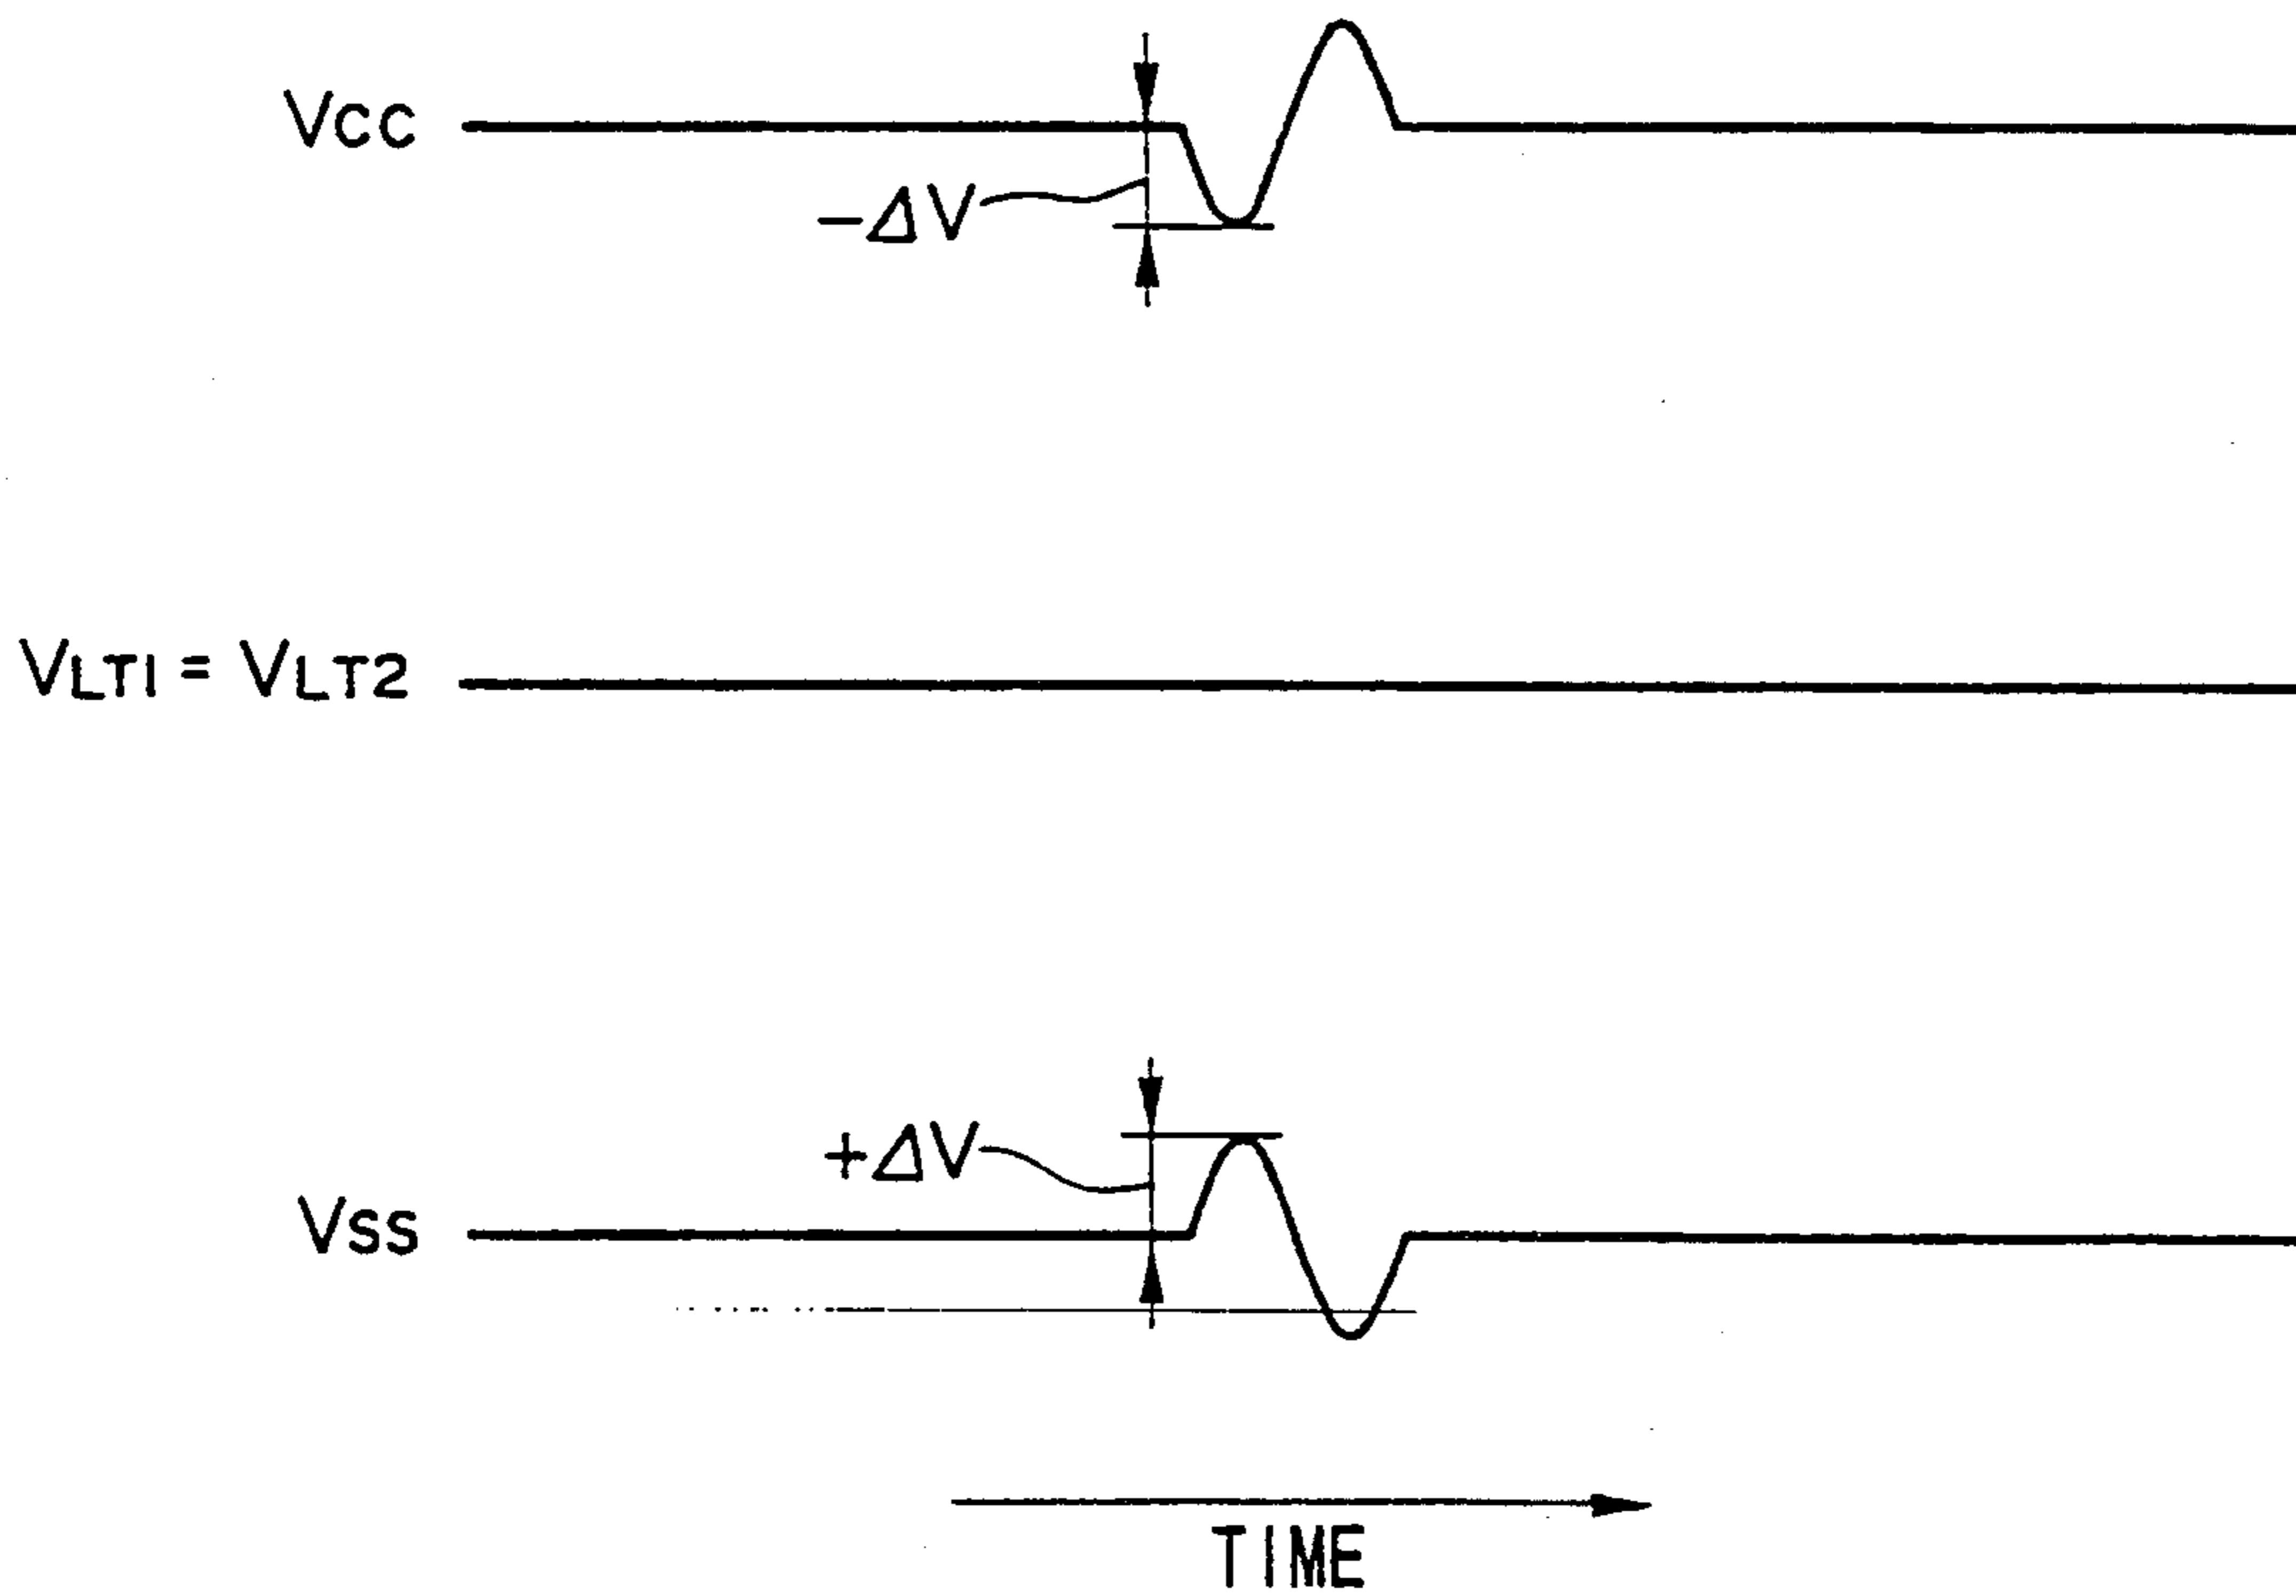 VCC
−ΔV
VLT1 = VLT2
+ΔV
VSS
TIME